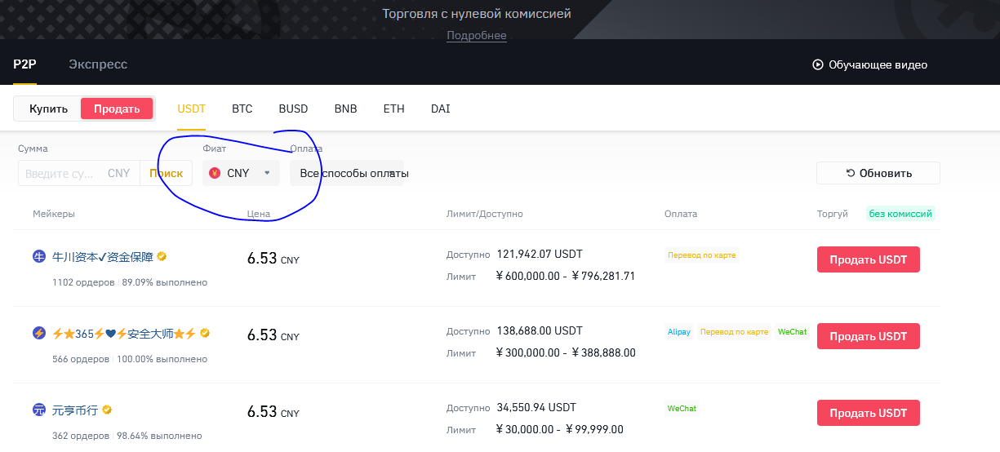 Торговля с нулевой комиссией
Подробнее
P2P Экспресс Обучающее видео
Купить Продать USDT BTC BUSD BNB ETH DAI
Сумма Фиат Оплата
Введите су... CNY Поиск CNY Все способы оплаты Обновить
Мейкеры Цена Лимит/Доступно Оплата Торгуй без комиссий
牛 牛川资本✓资金保障 6.53 CNY Доступно 121,942.07 USDT Перевод по карте Продать USDT
1102 ордеров 89.09% выполнено Лимит ¥ 600,000.00 - ¥ 796,281.71
⚡⭐365⚡♥⚡安全大师⭐⚡ 6.53 CNY Доступно 138,688.00 USDT Alipay Перевод по карте WeChat Продать USDT
566 ордеров 100.00% выполнено Лимит ¥ 300,000.00 - ¥ 388,888.00
元 元亨币行 6.53 CNY Доступно 34,550.94 USDT WeChat Продать USDT
362 ордеров 98.64% выполнено Лимит ¥ 30,000.00 - ¥ 99,999.00